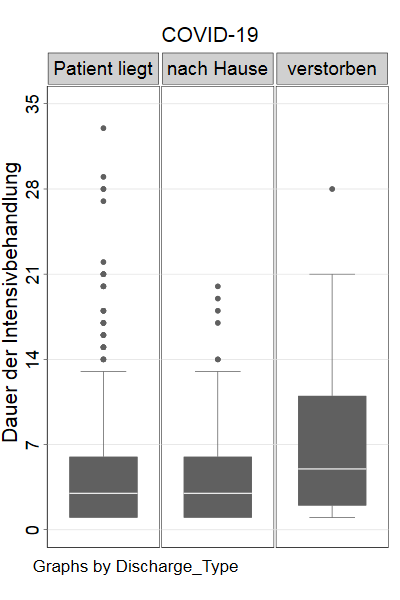 COVID-19
Patient liegt
nach Hause
verstorben
Dauer der Intensivbehandlung
35
28
21
14
7
0
Graphs by Discharge_Type